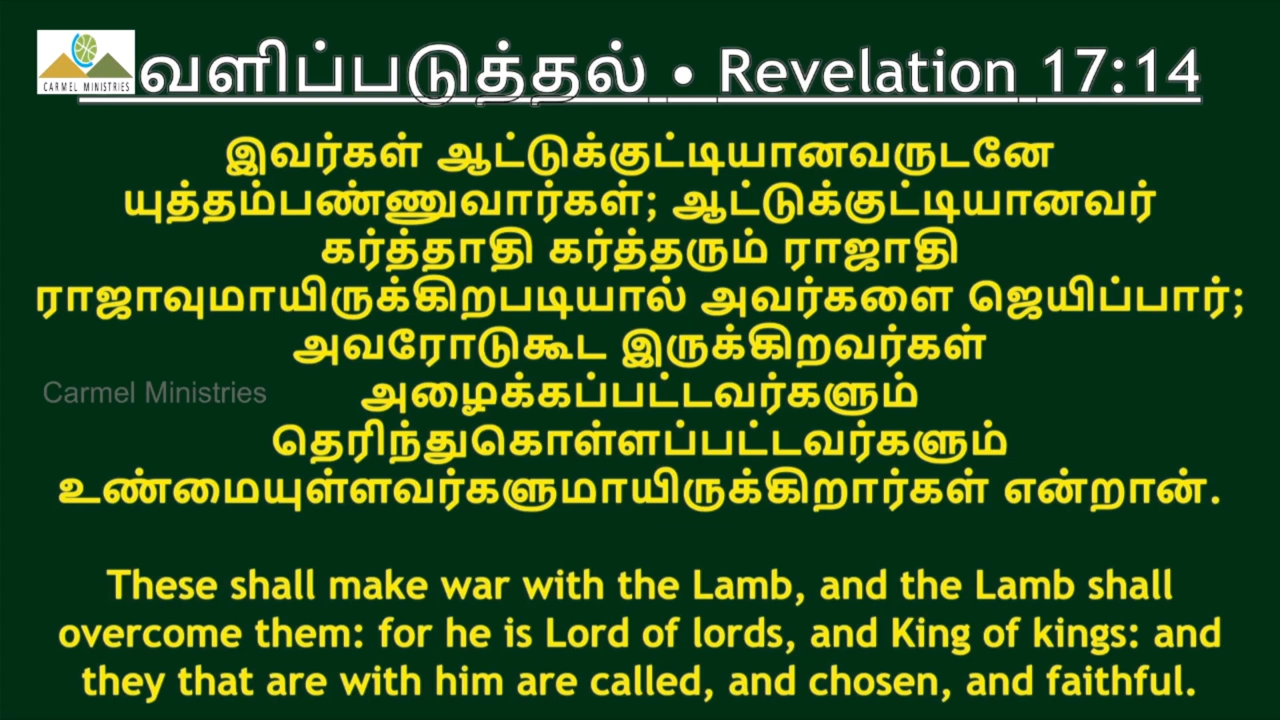 CARMEL MINISTRIES
வளிப்படுத்தல் • Revelation 17:14
இவர்கள் ஆட்டுக்குட்டியானவருடனே
யுத்தம்பண்ணுவார்கள்; ஆட்டுக்குட்டியானவர்
கர்த்தாதி கர்த்தரும் ராஜாதி
ராஜாவுமாயிருக்கிறபடியால் அவர்களை ஜெயிப்பார்;
அவரோடுகூட இருக்கிறவர்கள்
Carmel Ministries
அழைக்கப்பட்டவர்களும்
தெரிந்துகொள்ளப்பட்டவர்களும்
உண்மையுள்ளவர்களுமாயிருக்கிறார்கள் என்றான்.
These shall make war with the Lamb, and the Lamb shall
overcome them: for he is Lord of lords, and King of kings: and
they that are with him are called, and chosen, and faithful.